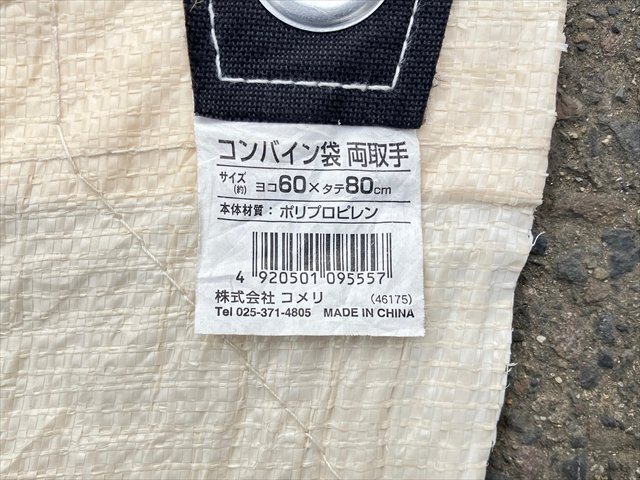 コンバイン袋 両取手
サイズ(約) ヨコ60×タテ80cm
本体材質：ポリプロピレン
4 920501 095557
株式会社 コメリ (46175)
Tel 025-371-4805 MADE IN CHINA